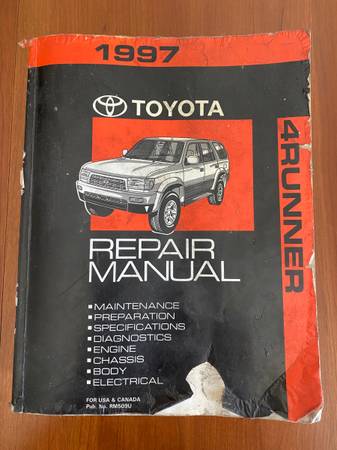 1997
TOYOTA
4RUNNER
REPAIR
MANUAL
▪MAINTENANCE
▪PREPARATION
▪SPECIFICATIONS
▪DIAGNOSTICS
▪ENGINE
▪CHASSIS
▪BODY
▪ELECTRICAL
FOR USA & CANADA
Pub. No. RM509U